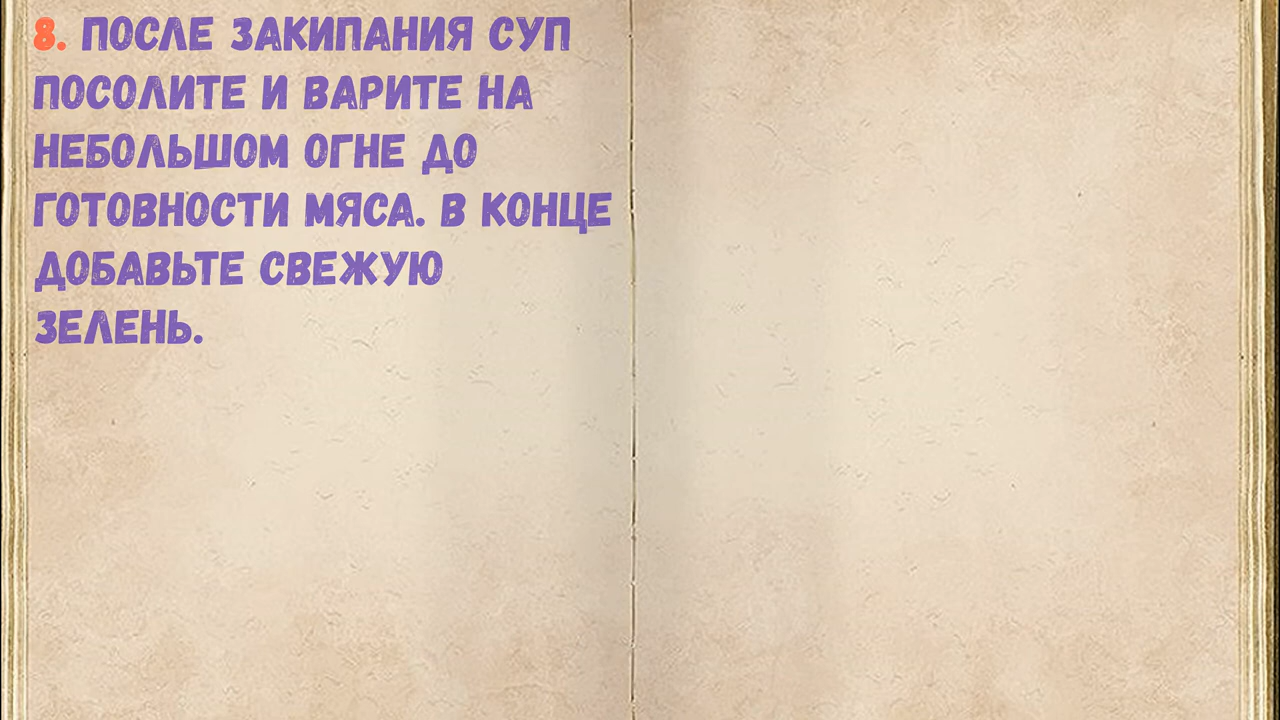 8. ПОСЛЕ ЗАКИПАНИЯ СУП
ПОСОЛИТЕ И ВАРИТЕ НА
НЕБОЛЬШОМ ОГНЕ ДО
ГОТОВНОСТИ МЯСА. В КОНЦЕ
ДОБАВЬТЕ СВЕЖУЮ
ЗЕЛЕНЬ.